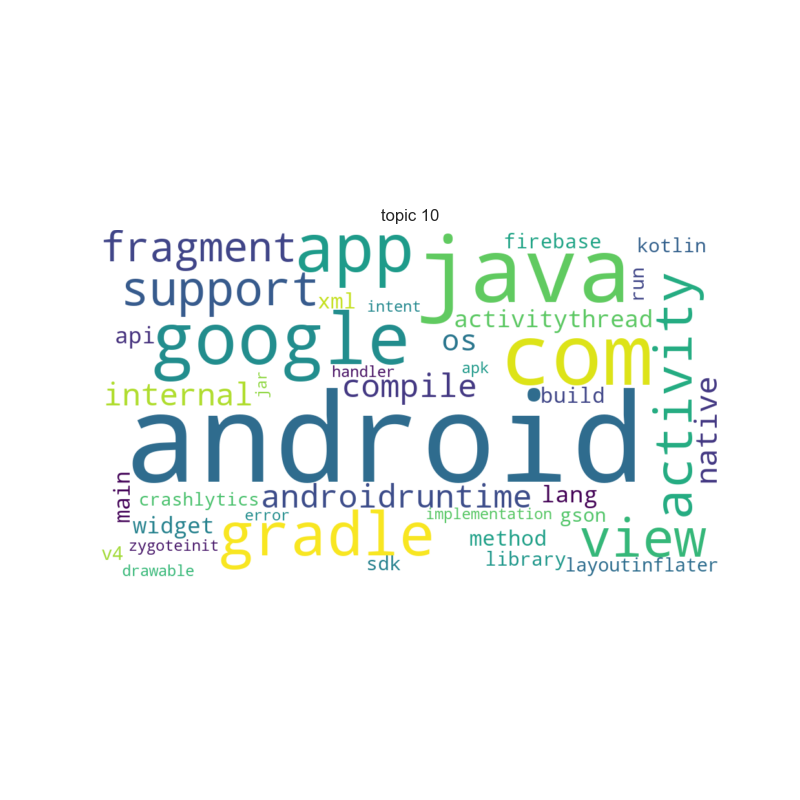 topic 10
fragment
app
java
firebase
kotlin
support
xml
intent
run
api
google
os
activitythread
com
activity
handler
apk
internal
jar
compile
build
native
android
main
crashlytics
androidruntime
lang
widget
error
implementation
gson
zygoteinit
gradle
method
view
v4
drawable
sdk
library
layoutinflater